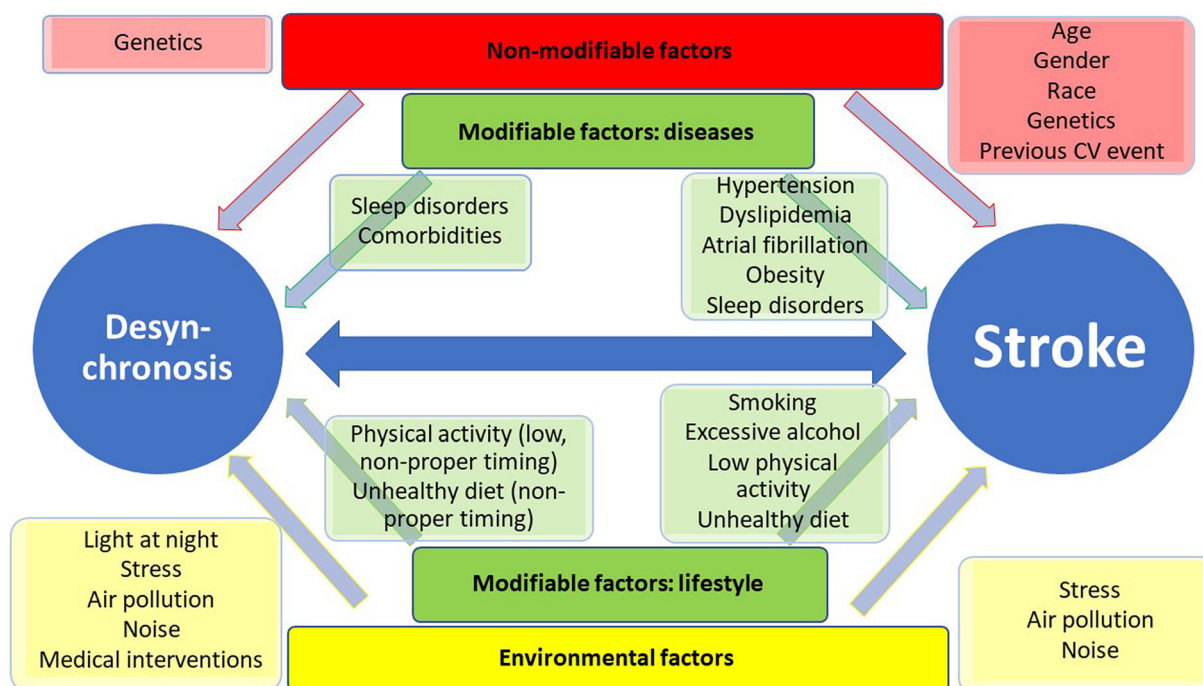 Genetics
Non-modifiable factors
Age
Gender
Race
Genetics
Previous CV event
Modifiable factors: diseases
Sleep disorders
Comorbidities
Hypertension
Dyslipidemia
Atrial fibrillation
Obesity
Sleep disorders
Desyn-
chronosis
Stroke
Physical activity (low,
non-proper timing)
Unhealthy diet (non-
proper timing)
Smoking
Excessive alcohol
Low physical
activity
Unhealthy diet
Light at night
Stress
Air pollution
Noise
Medical interventions
Modifiable factors: lifestyle
Environmental factors
Stress
Air pollution
Noise